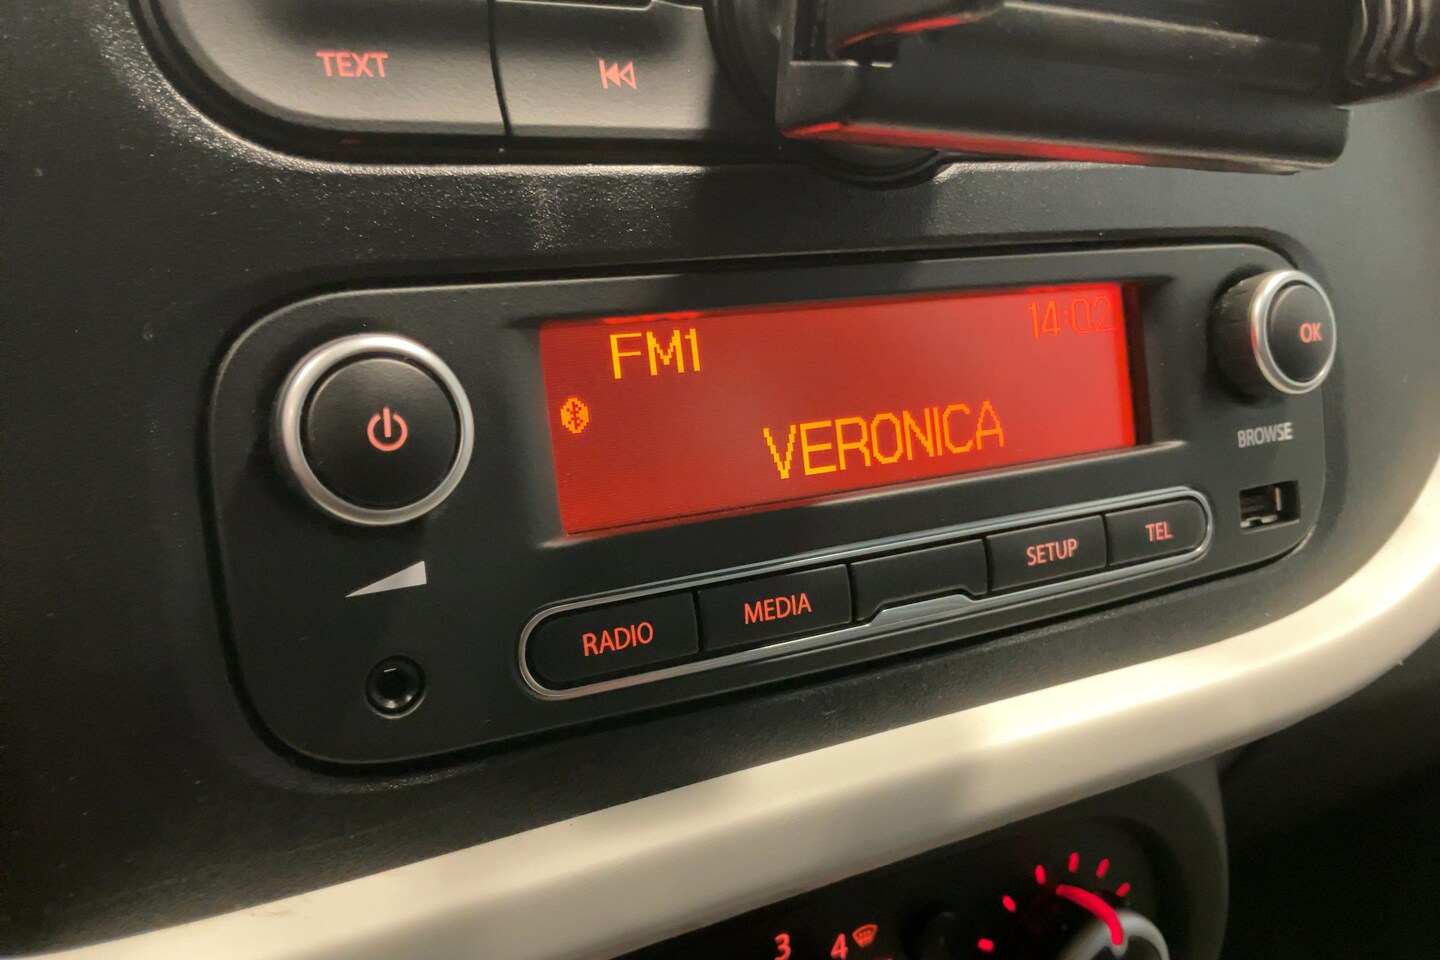 TEXT
FM1
14:02
VERONICA
OK
BROWSE
RADIO
MEDIA
SETUP
TEL
3
4